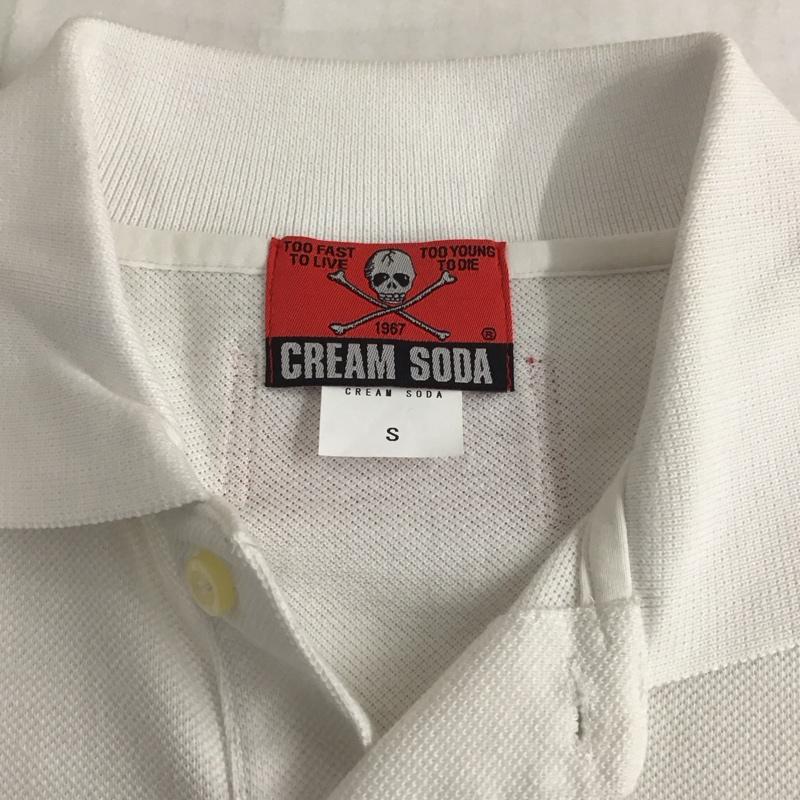 TOO FAST
TO LIVE
TOO YOUNG
TO DIE
1967
®
CREAM SODA
CREAM SODA
S